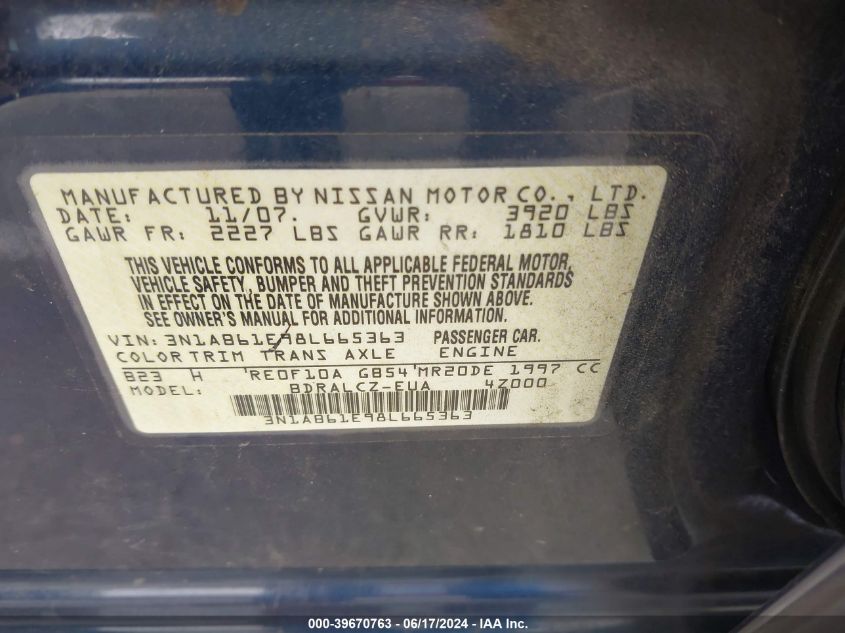 MANUFACTURED BY NISSAN MOTOR CO., LTD.
DATE: 11/07. GVWR: 3920 LBS
GAWR FR: 2227 LBS GAWR RR: 1810 LBS
THIS VEHICLE CONFORMS TO ALL APPLICABLE FEDERAL MOTOR,
VEHICLE SAFETY, BUMPER AND THEFT PREVENTION STANDARDS
IN EFFECT ON THE DATE OF MANUFACTURE SHOWN ABOVE.
SEE OWNER'S MANUAL FOR ADDITIONAL INFORMATION.
VIN: 3N1AB61E98L665363 PASSENGER CAR.
COLOR TRIM TRANS AXLE ENGINE
B23 H 'RE0F10A GB54'MR20DE 1997 CC
BDRALCZ-EUA 4Z000
3N1AB61E98L665363
000-39670763 - 06/17/2024 - IAA Inc.